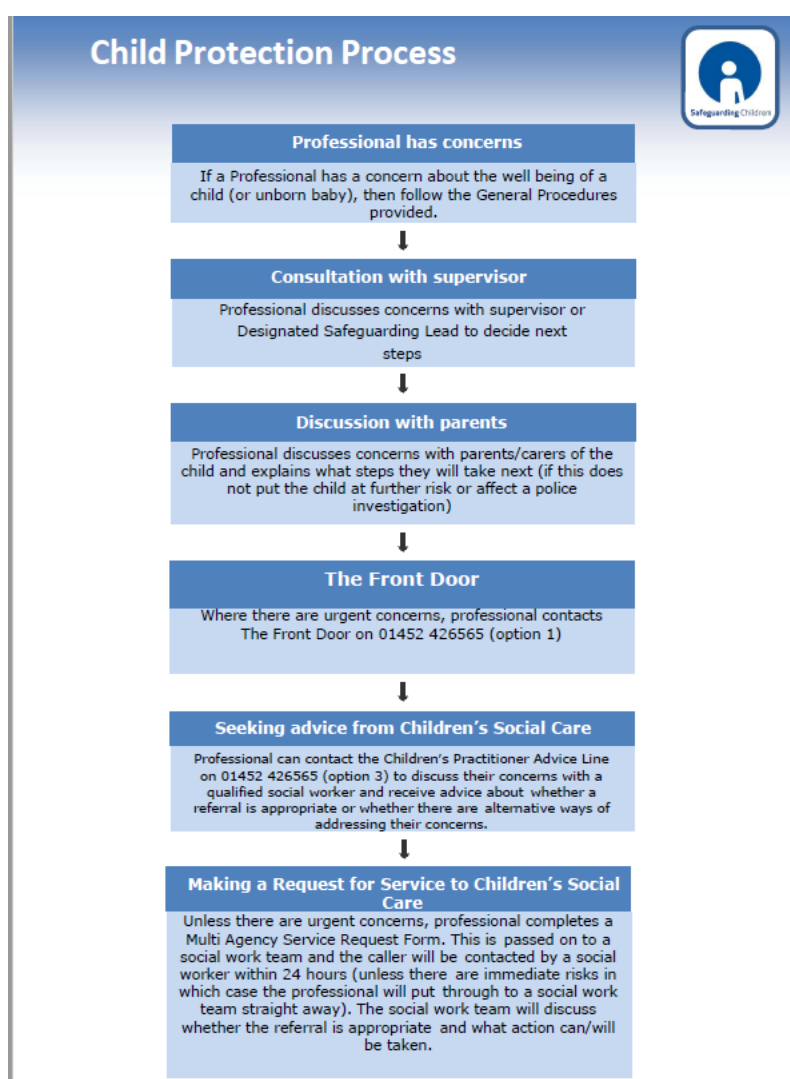 Child Protection Process
Safeguarding Children
Professional has concerns
If a Professional has a concern about the well being of a
child (or unborn baby), then follow the General Procedures
provided.
Consultation with supervisor
Professional discusses concerns with supervisor or
Designated Safeguarding Lead to decide next
steps
Discussion with parents
Professional discusses concerns with parents/carers of the
child and explains what steps they will take next (if this does
not put the child at further risk or affect a police
investigation)
The Front Door
Where there are urgent concerns, professional contacts
The Front Door on 01452 426565 (option 1)
Seeking advice from Children's Social Care
Professional can contact the Children's Practitioner Advice Line
on 01452 426565 (option 3) to discuss their concerns with a
qualified social worker and receive advice about whether a
referral is appropriate or whether there are alternative ways of
addressing their concerns.
Making a Request for Service to Children's Social
Care
Unless there are urgent concerns, professional completes a
Multi Agency Service Request Form. This is passed on to a
social work team and the caller will be contacted by a social
worker within 24 hours (unless there are immediate risks in
which case the professional will put through to a social work
team straight away). The social work team will discuss
whether the referral is appropriate and what action can/will
be taken.